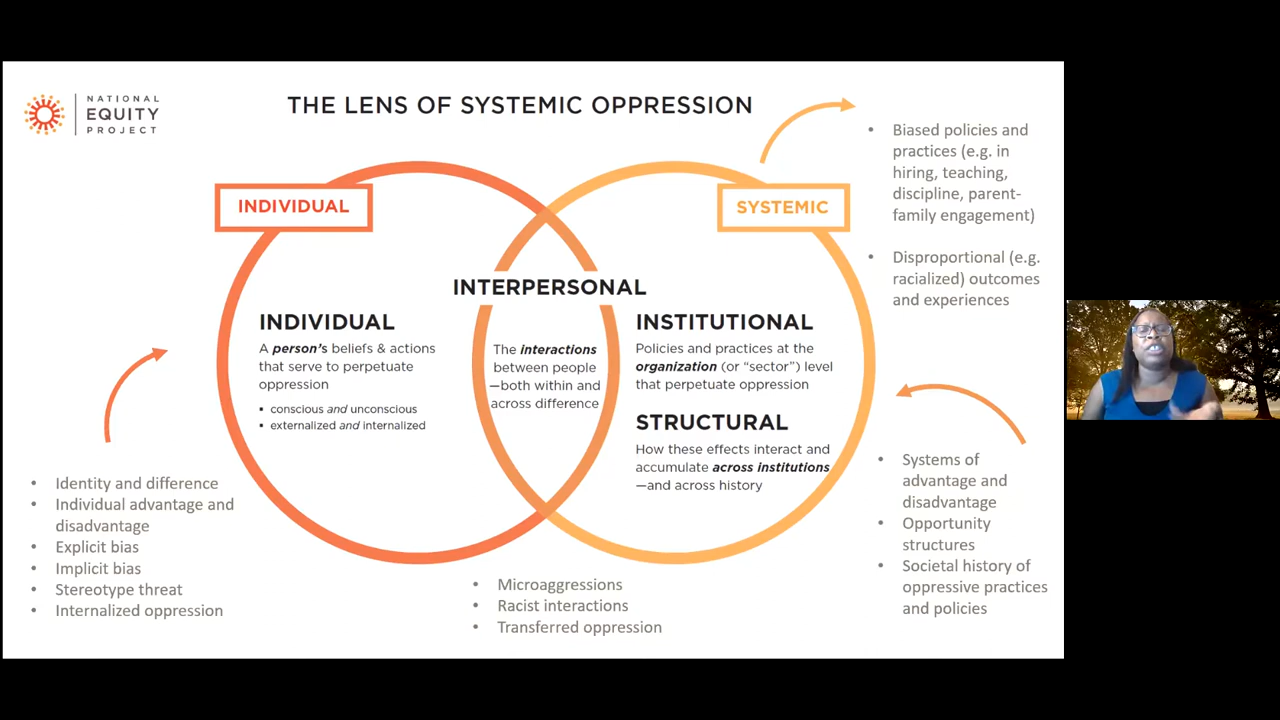 NATIONAL
EQUITY
PROJECT
THE LENS OF SYSTEMIC OPPRESSION
INDIVIDUAL
SYSTEMIC
INTERPERSONAL
INDIVIDUAL
A person's beliefs & actions
that serve to perpetuate
oppression
▪ conscious and unconscious
▪ externalized and internalized
The interactions
between people
—both within and
across difference
INSTITUTIONAL
Policies and practices at the
organization (or “sector”) level
that perpetuate oppression
STRUCTURAL
How these effects interact and
accumulate across institutions
—and across history
• Biased policies and
practices (e.g. in
hiring, teaching,
discipline, parent-
family engagement)
• Disproportional (e.g.
racialized) outcomes
and experiences
• Identity and difference
• Individual advantage and
disadvantage
• Explicit bias
• Implicit bias
• Stereotype threat
• Internalized oppression
• Microaggressions
• Racist interactions
• Transferred oppression
• Systems of
advantage and
disadvantage
• Opportunity
structures
• Societal history of
oppressive practices
and policies